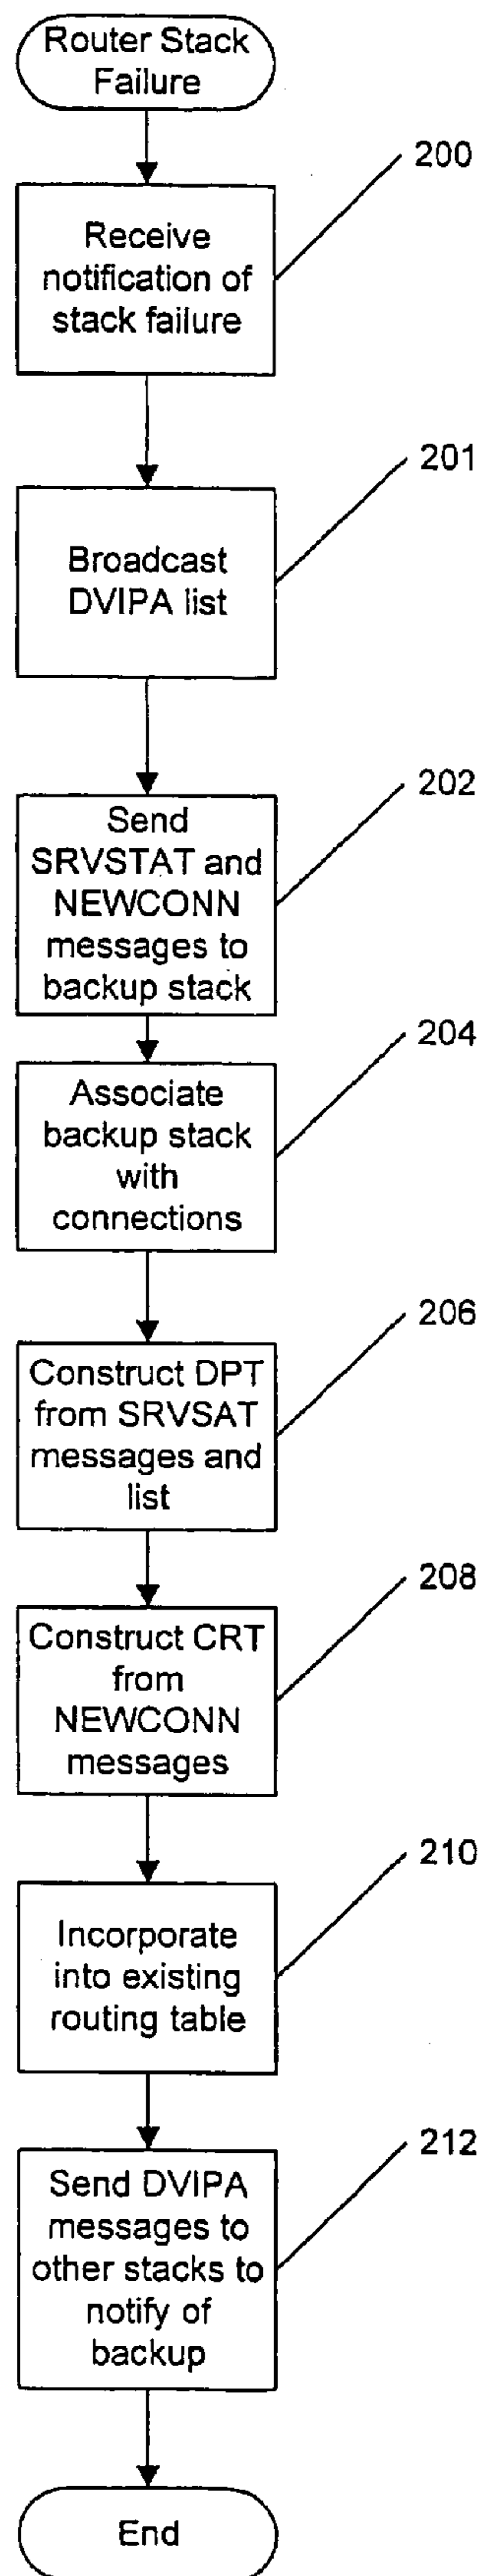 Router Stack
Failure
200
Receive
notification of
stack failure
201
Broadcast
DVIPA list
202
Send
SRVSTAT and
NEWCONN
messages to
backup stack
204
Associate
backup stack
with
connections
206
Construct DPT
from SRVSAT
messages and
list
208
Construct CRT
from
NEWCONN
messages
210
Incorporate
into existing
routing table
212
Send DVIPA
messages to
other stacks to
notify of
backup
End